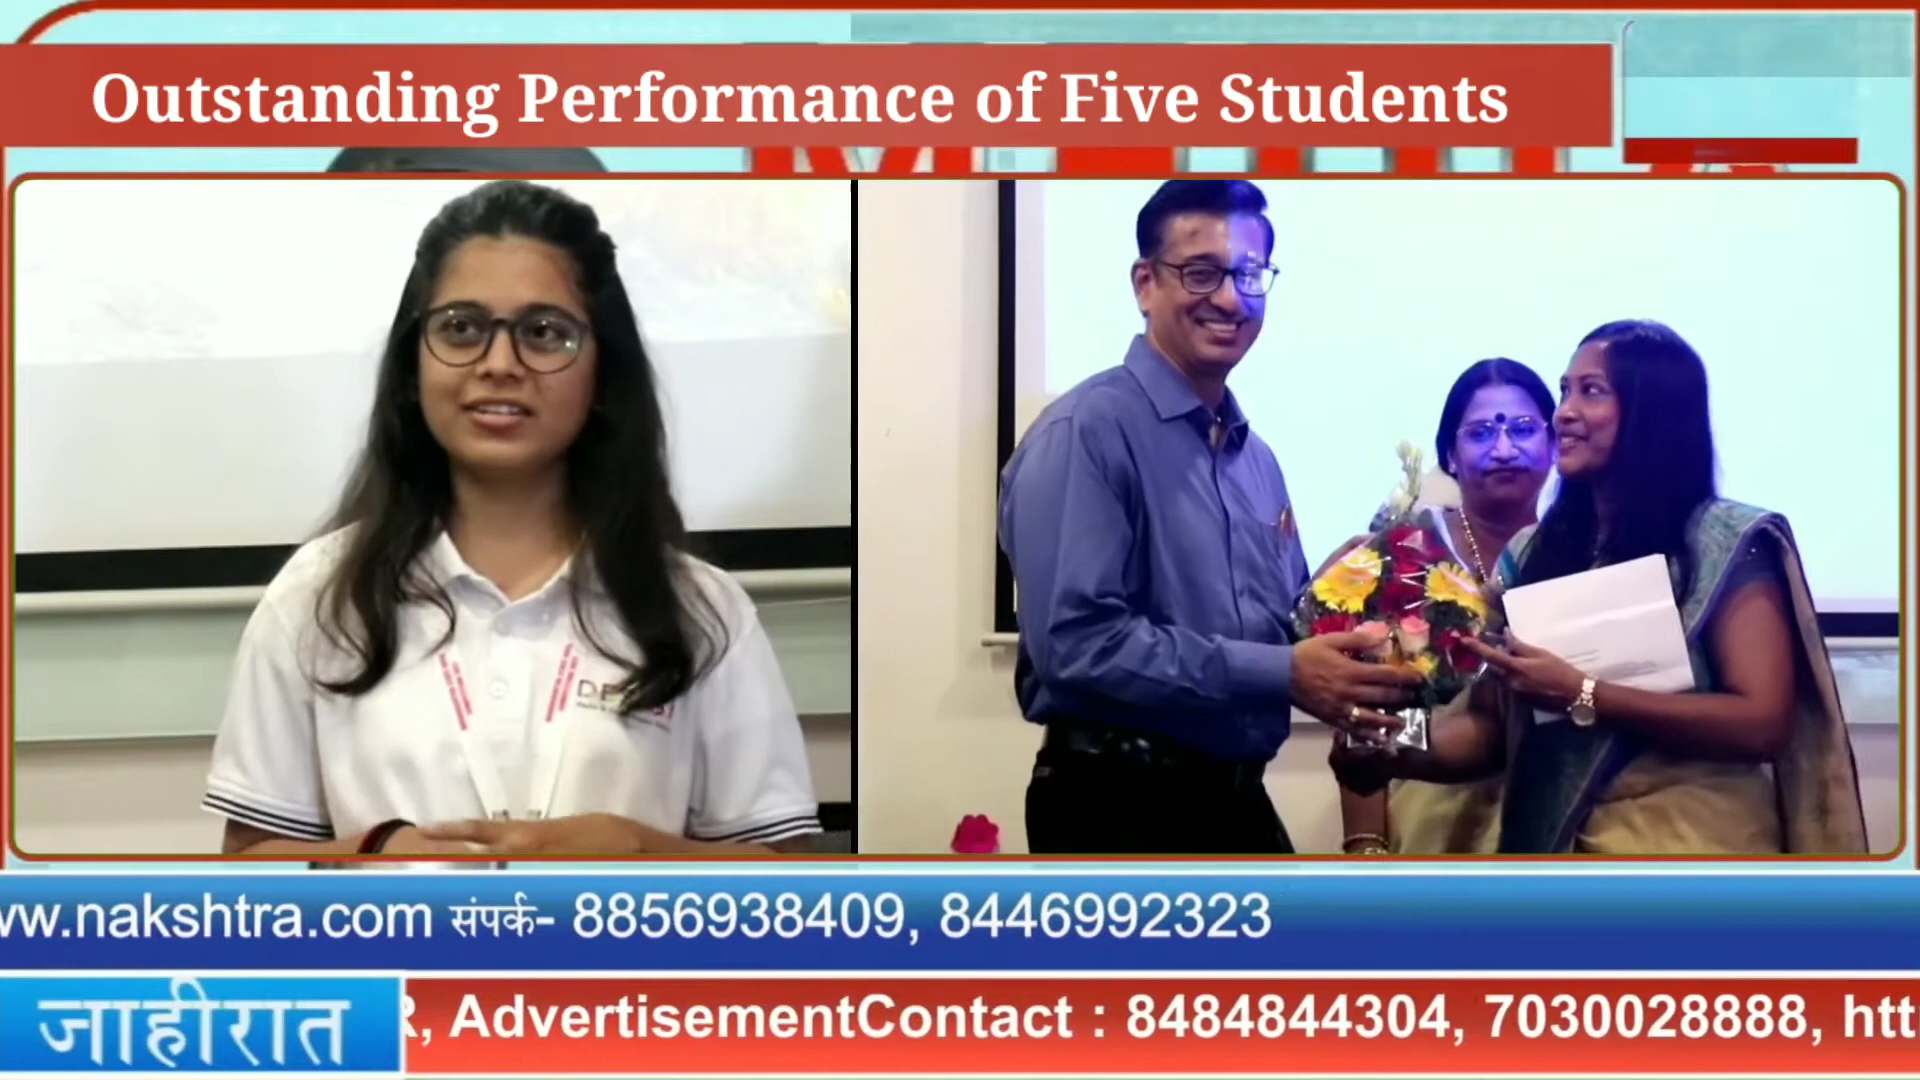 Outstanding Performance of Five Students
ww.nakshtra.com संपर्क- 8856938409, 8446992323
जाहीरात
R, AdvertisementContact : 8484844304, 7030028888, htt